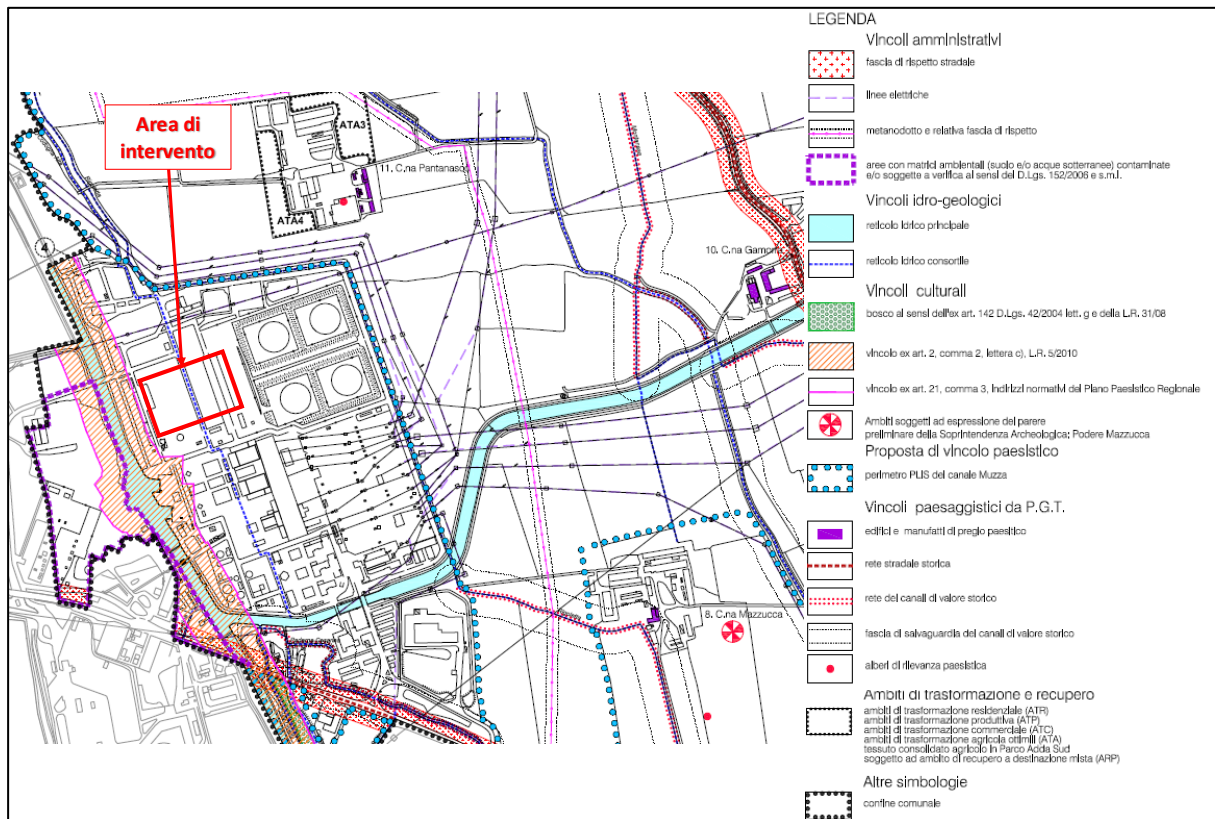 LEGENDA
Vincoli amministrativi
fascia di rispetto stradale
linee elettriche
metanodotto e relativa fascia di rispetto
aree con matrici ambientali (suolo e/o acque sotterranee) contaminate
e/o soggette a verifica ai sensi del D.Lgs. 152/2006 e s.m.i.
Vincoli idro-geologici
reticolo idrico principale
reticolo idrico consortile
Vincoli culturali
bosco ai sensi dell'ex art. 142 D.Lgs. 42/2004 lett. g e della L.R. 31/08
vincolo ex art. 2, comma 2, lettera c), L.R. 5/2010
vincolo ex art. 21, comma 3, indirizzi normativi del Piano Paesistico Regionale
Ambiti soggetti ad espressione del parere
preliminare della Soprintendenza Archeologica: Podere Mazzucca
Proposta di vincolo paesistico
perimetro PLIS del canale Muzza
Vincoli paesaggistici da P.G.T.
edifici e manufatti di pregio paesistico
rete stradale storica
rete dei canali di valore storico
fascia di salvaguardia dei canali di valore storico
alberi di rilevanza paesistica
Ambiti di trasformazione e recupero
ambiti di trasformazione residenziale (ATR)
ambiti di trasformazione produttiva (ATP)
ambiti di trasformazione commerciale (ATC)
ambiti di trasformazione agricola ottimili (ATA)
tessuto consolidato agricolo in Parco Adda Sud
soggetto ad ambito di recupero a destinazione mista (ARP)
Altre simbologie
confine comunale
Area di
intervento
ATA3
11. C.na Pantanasco
ATA4
4
10. C.na Gamorra
8. C.na Mazzucca